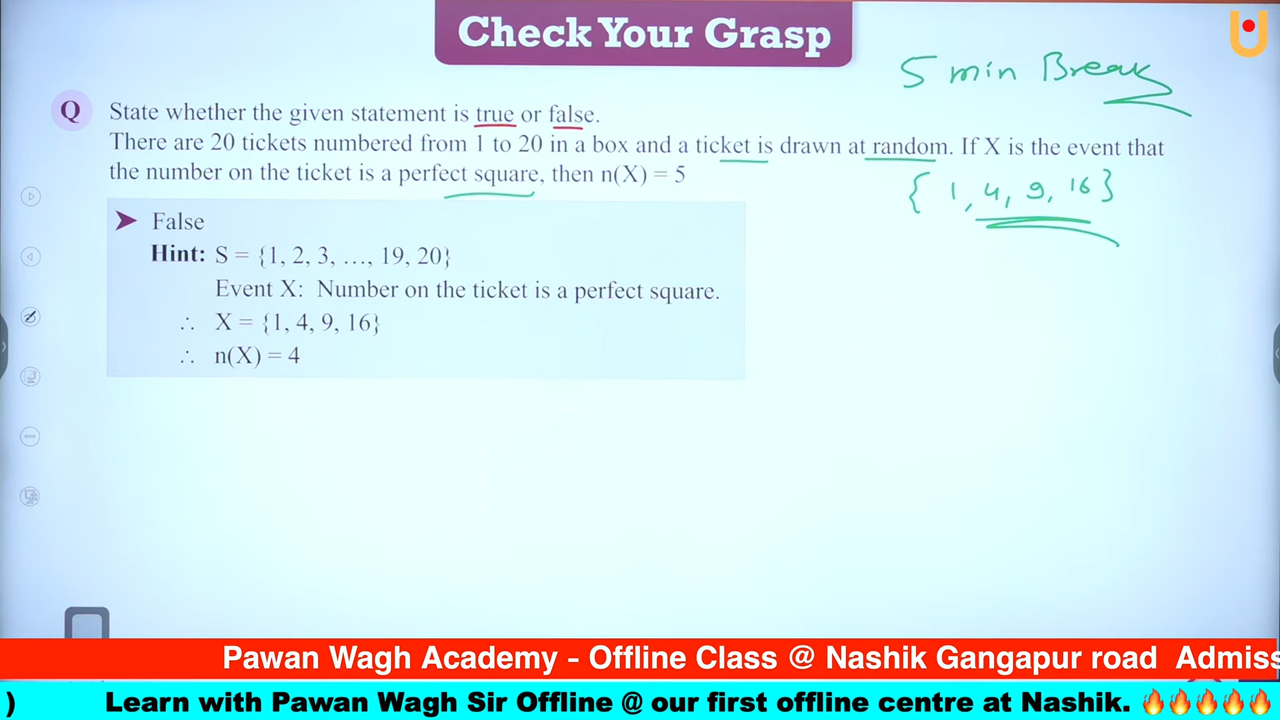 Check Your Grasp
5 min Break
Q State whether the given statement is true or false.
There are 20 tickets numbered from 1 to 20 in a box and a ticket is drawn at random. If X is the event that
the number on the ticket is a perfect square, then n(X) = 5
{ 1, 4, 9, 16 }
➤ False
Hint: S = {1, 2, 3, …, 19, 20}
Event X: Number on the ticket is a perfect square.
∴ X = {1, 4, 9, 16}
∴ n(X) = 4
Pawan Wagh Academy - Offline Class @ Nashik Gangapur road Admiss
) Learn with Pawan Wagh Sir Offline @ our first offline centre at Nashik. 🔥🔥🔥🔥🔥